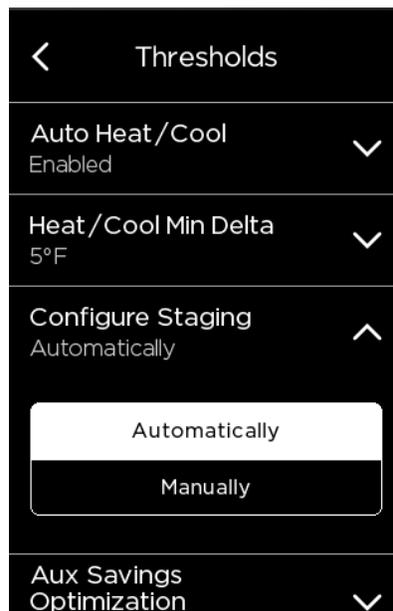 Thresholds
Auto Heat/Cool
Enabled
Heat/Cool Min Delta
5°F
Configure Staging
Automatically
Automatically
Manually
Aux Savings
Optimization